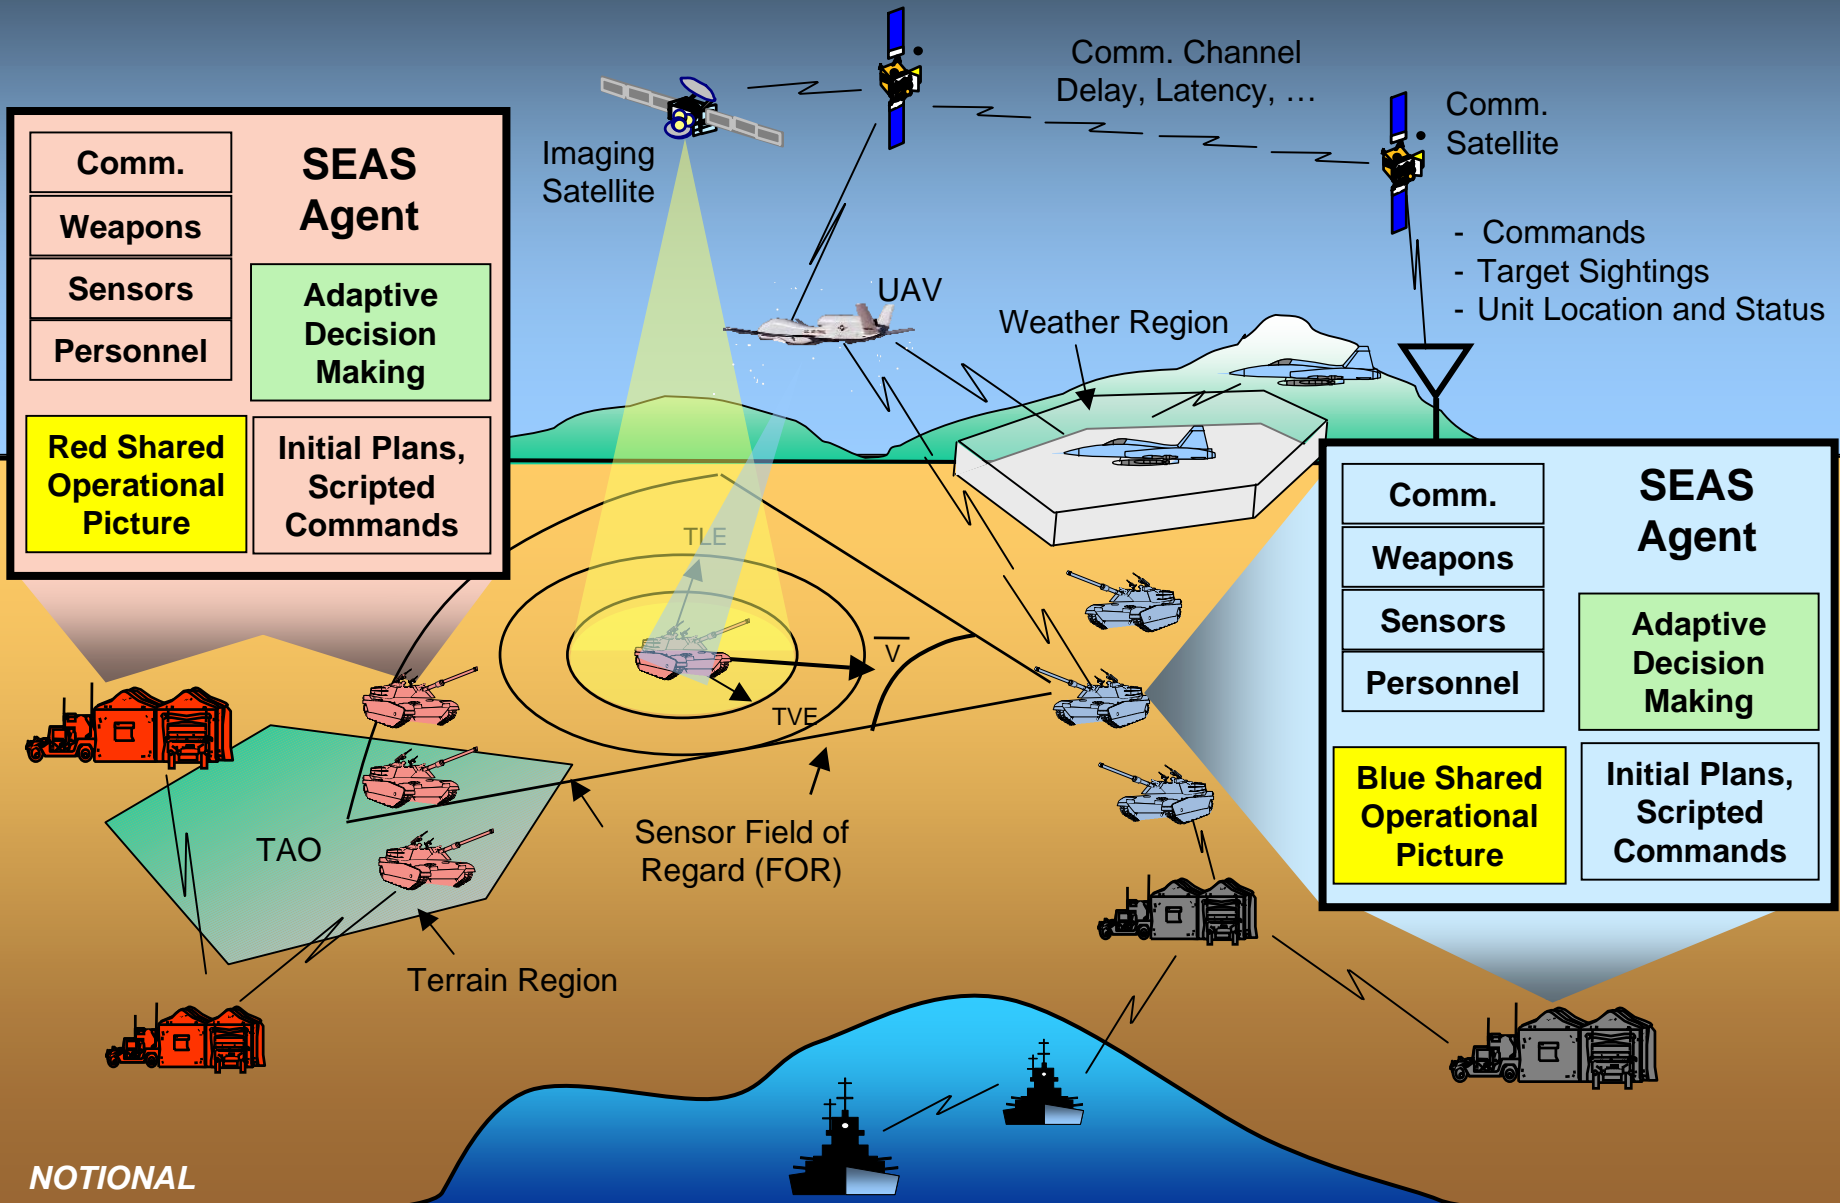 Comm. Channel
Delay, Latency, …
Comm.
Satellite
Imaging
Satellite
- Commands
- Target Sightings
- Unit Location and Status
UAV
Weather Region
SEAS
Agent
Comm.
Weapons
Sensors
Personnel
Adaptive
Decision
Making
Red Shared
Operational
Picture
Initial Plans,
Scripted
Commands
SEAS
Agent
Comm.
Weapons
Sensors
Personnel
Adaptive
Decision
Making
Blue Shared
Operational
Picture
Initial Plans,
Scripted
Commands
TLE
V
TVE
TAO
Sensor Field of
Regard (FOR)
Terrain Region
NOTIONAL